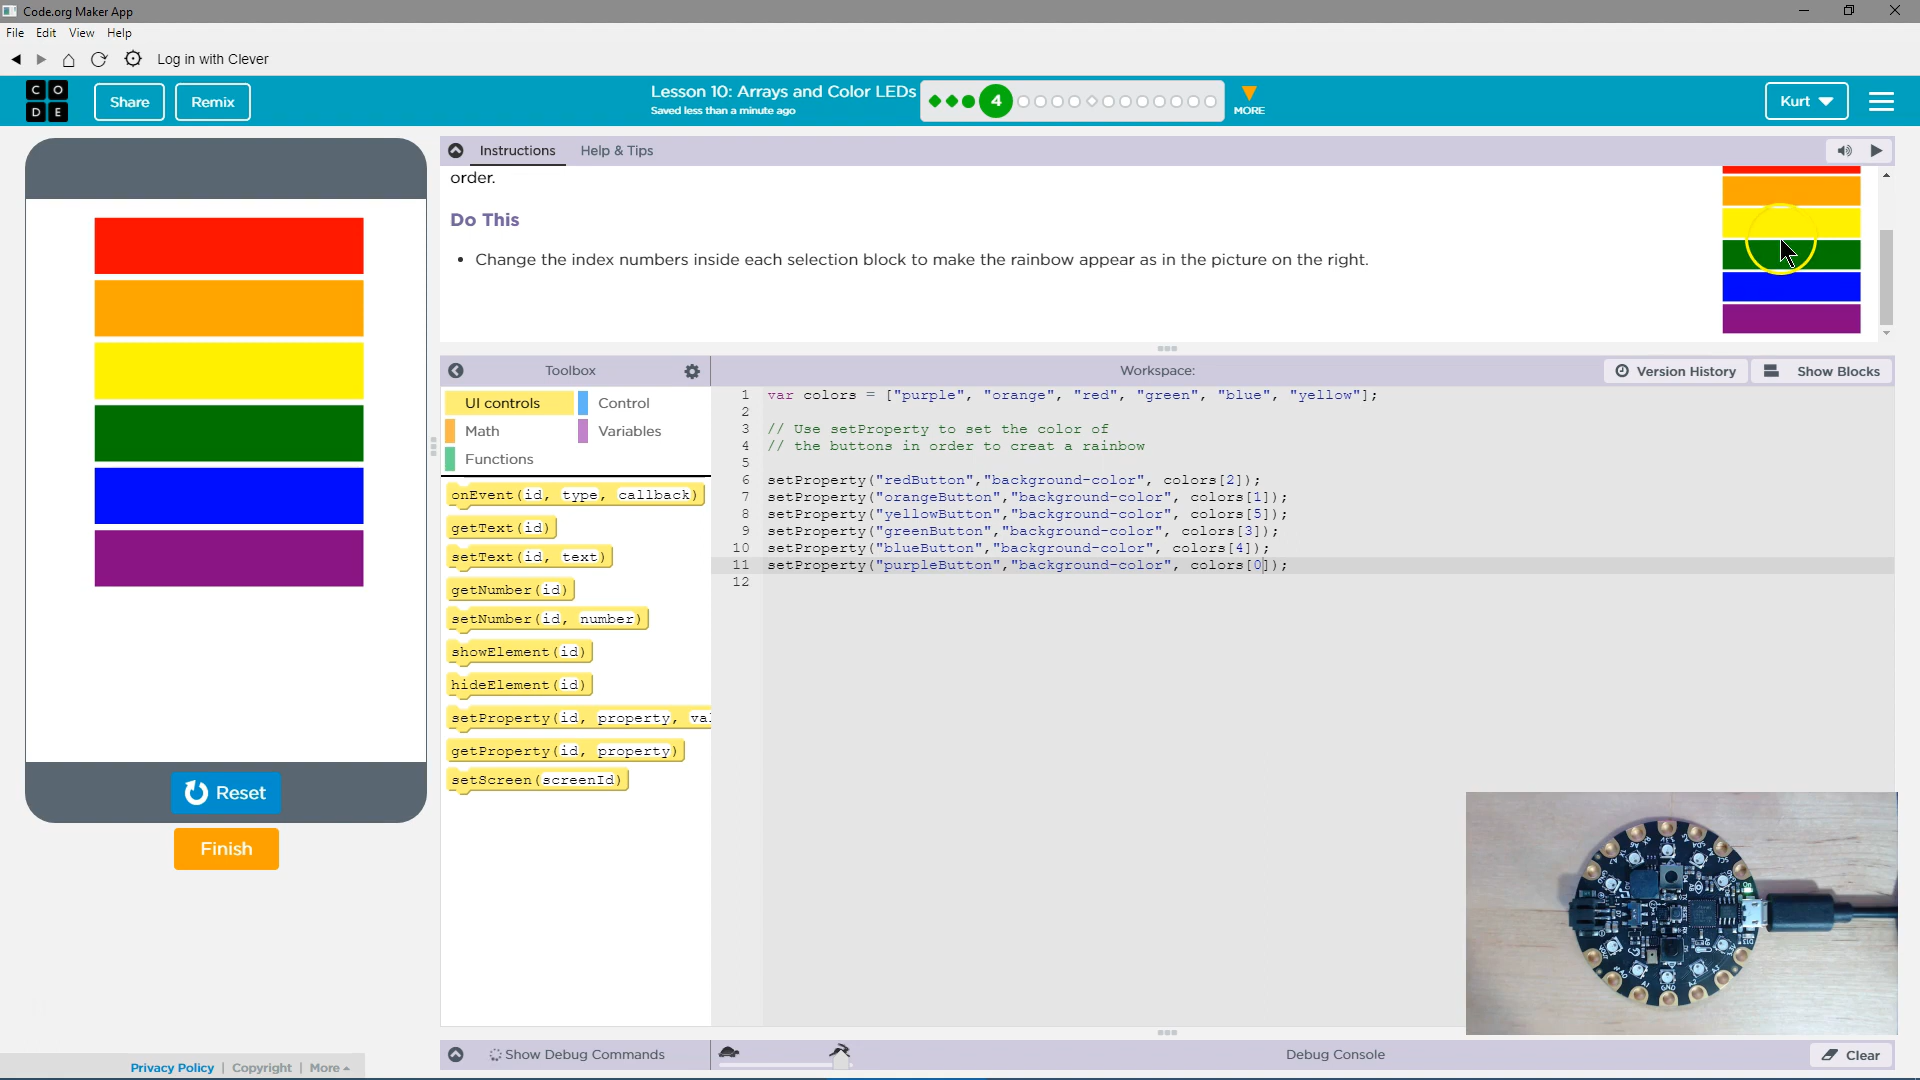 Code.org Maker App
File Edit View Help
Log in with Clever
CODE
Share
Remix
Lesson 10: Arrays and Color LEDs
Saved less than a minute ago
4
MORE
Kurt
Instructions
Help & Tips
order.
Do This
• Change the index numbers inside each selection block to make the rainbow appear as in the picture on the right.
Toolbox
Workspace:
Version History
Show Blocks
UI controls
Control
Math
Variables
Functions
onEvent(id, type, callback)
getText(id)
setText(id, text)
getNumber(id)
setNumber(id, number)
showElement(id)
hideElement(id)
setProperty(id, property, val
getProperty(id, property)
setScreen(screenId)
1 var colors = ["purple", "orange", "red", "green", "blue", "yellow"];
2
3 // Use setProperty to set the color of
4 // the buttons in order to creat a rainbow
5
6 setProperty("redButton","background-color", colors[2]);
7 setProperty("orangeButton","background-color", colors[1]);
8 setProperty("yellowButton","background-color", colors[5]);
9 setProperty("greenButton","background-color", colors[3]);
10 setProperty("blueButton","background-color", colors[4]);
11 setProperty("purpleButton","background-color", colors[0]);
12
Reset
Finish
Show Debug Commands
Debug Console
Clear
Privacy Policy | Copyright | More